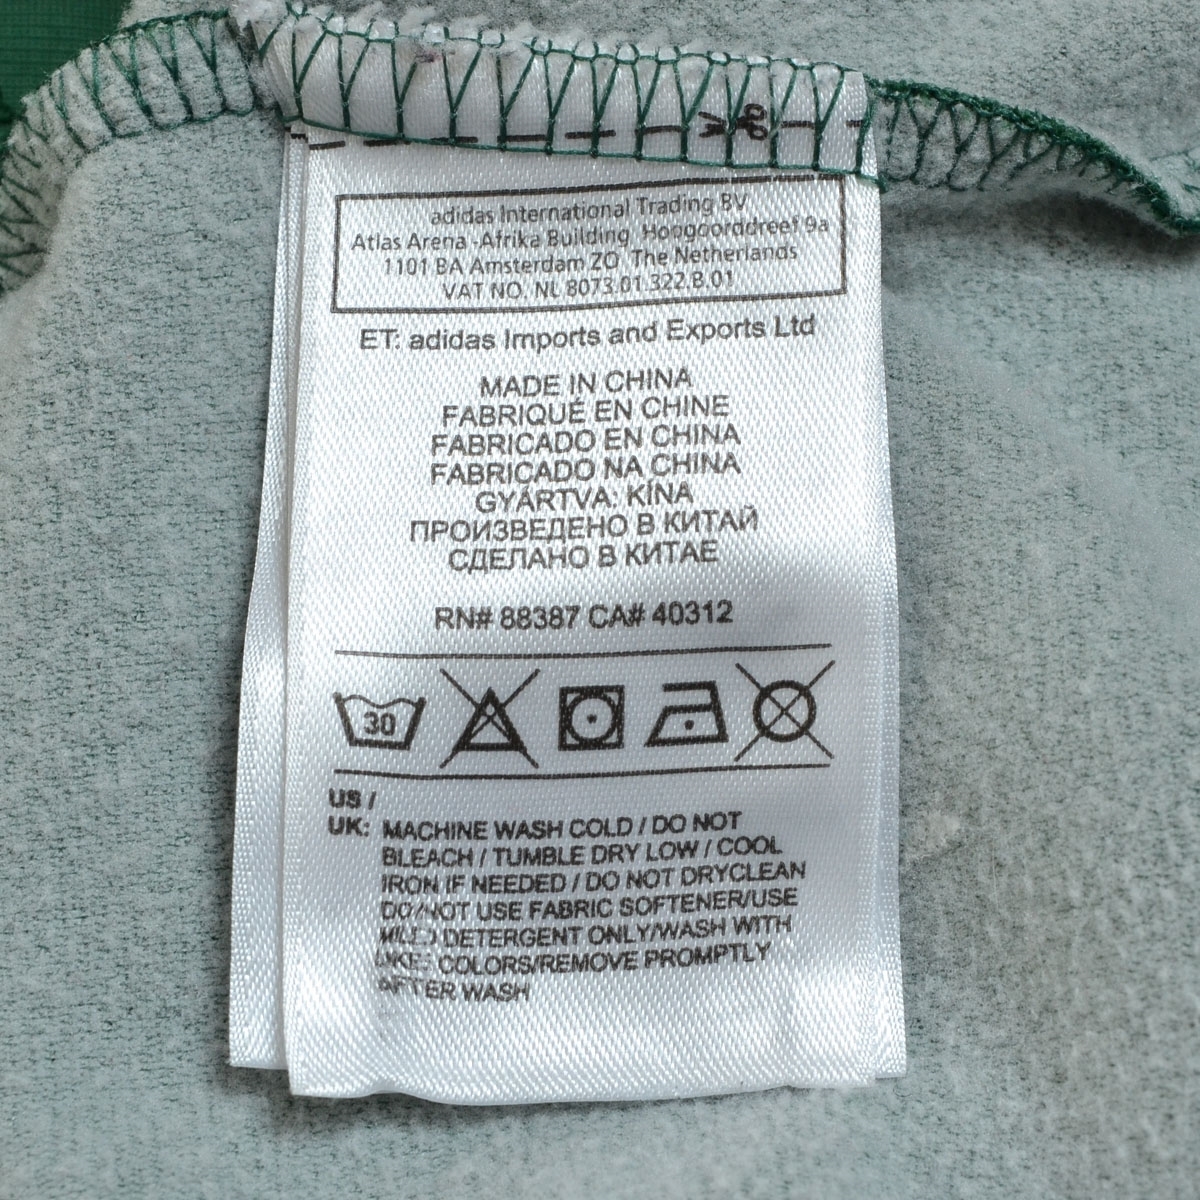 adidas International Trading BV
Atlas Arena -Afrika Building, Hoogoorddreef 9a
1101 BA Amsterdam ZO The Netherlands
VAT NO. NL 8073.01.322.B.01
ET: adidas Imports and Exports Ltd
MADE IN CHINA
FABRIQUÉ EN CHINE
FABRICADO EN CHINA
FABRICADO NA CHINA
GYÁRTVA: KÍNA
ПРОИЗВЕДЕНО В КИТАЙ
СДЕЛАНО В КИТАЕ
RN# 88387 CA# 40312
30
US /
UK: MACHINE WASH COLD / DO NOT
BLEACH / TUMBLE DRY LOW / COOL
IRON IF NEEDED / DO NOT DRYCLEAN
DO NOT USE FABRIC SOFTENER/USE
MILD DETERGENT ONLY/WASH WITH
LIKE COLORS/REMOVE PROMPTLY
AFTER WASH